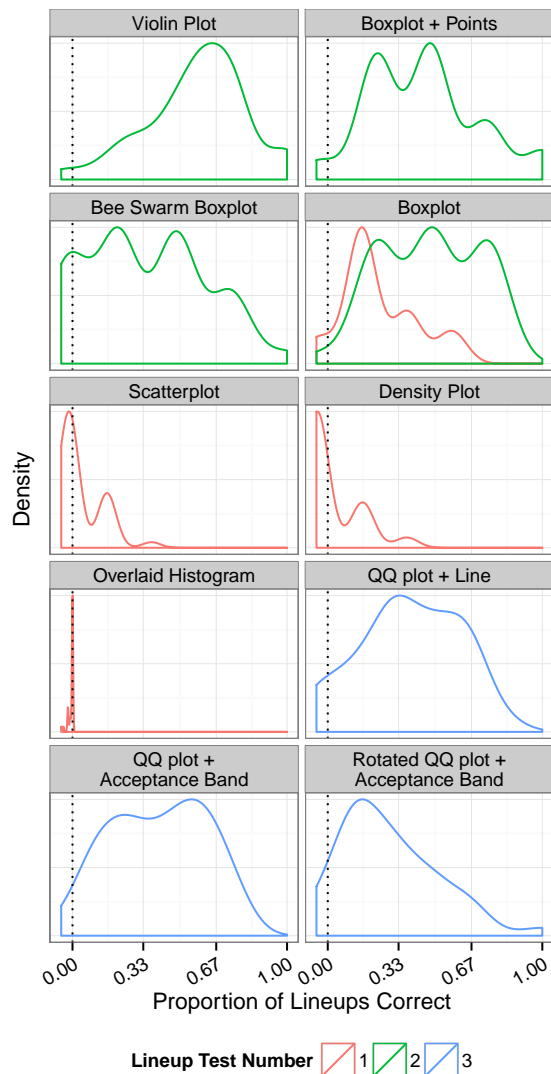 Violin Plot
Boxplot + Points
Bee Swarm Boxplot
Boxplot
Scatterplot
Density Plot
Overlaid Histogram
QQ plot + Line
QQ plot +
Acceptance Band
Rotated QQ plot +
Acceptance Band
Density
0.00 0.33 0.67 1.00 0.00 0.33 0.67 1.00
Proportion of Lineups Correct
Lineup Test Number 1 2 3